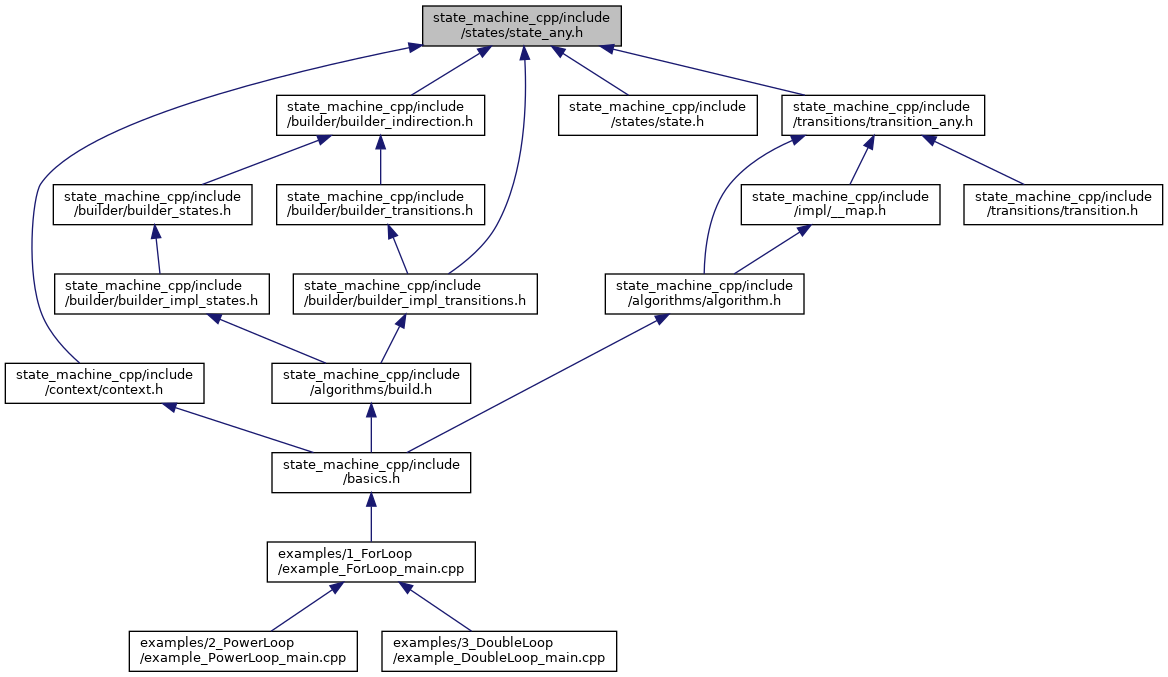 state_machine_cpp/include
/states/state_any.h
state_machine_cpp/include
/builder/builder_indirection.h
state_machine_cpp/include
/states/state.h
state_machine_cpp/include
/transitions/transition_any.h
state_machine_cpp/include
/builder/builder_states.h
state_machine_cpp/include
/builder/builder_transitions.h
state_machine_cpp/include
/impl/__map.h
state_machine_cpp/include
/transitions/transition.h
state_machine_cpp/include
/builder/builder_impl_states.h
state_machine_cpp/include
/builder/builder_impl_transitions.h
state_machine_cpp/include
/algorithms/algorithm.h
state_machine_cpp/include
/context/context.h
state_machine_cpp/include
/algorithms/build.h
state_machine_cpp/include
/basics.h
examples/1_ForLoop
/example_ForLoop_main.cpp
examples/2_PowerLoop
/example_PowerLoop_main.cpp
examples/3_DoubleLoop
/example_DoubleLoop_main.cpp